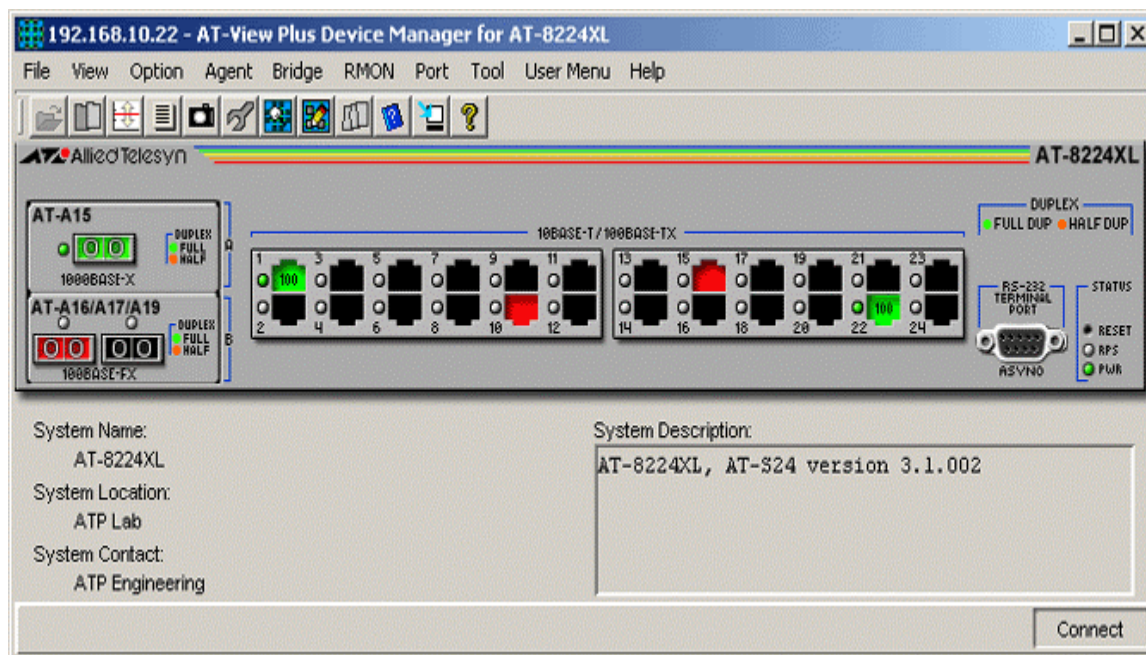 192.168.10.22 - AT-View Plus Device Manager for AT-8224XL
File View Option Agent Bridge RMON Port Tool User Menu Help
Allied Telesyn AT-8224XL
AT-A15
DUPLEX
FULL
HALF
1000BASE-X
A
AT-A16/A17/A19
DUPLEX
FULL
HALF
100BASE-FX
B
10BASE-T/100BASE-TX
1 3 5 7 9 11 13 15 17 19 21 23
100
100
2 4 6 8 10 12 14 16 18 20 22 24
DUPLEX
FULL DUP HALF DUP
RS-232
TERMINAL
PORT
ASYNO
STATUS
RESET
RPS
PWR
System Name:
AT-8224XL
System Location:
ATP Lab
System Contact:
ATP Engineering
System Description:
AT-8224XL, AT-S24 version 3.1.002
Connect